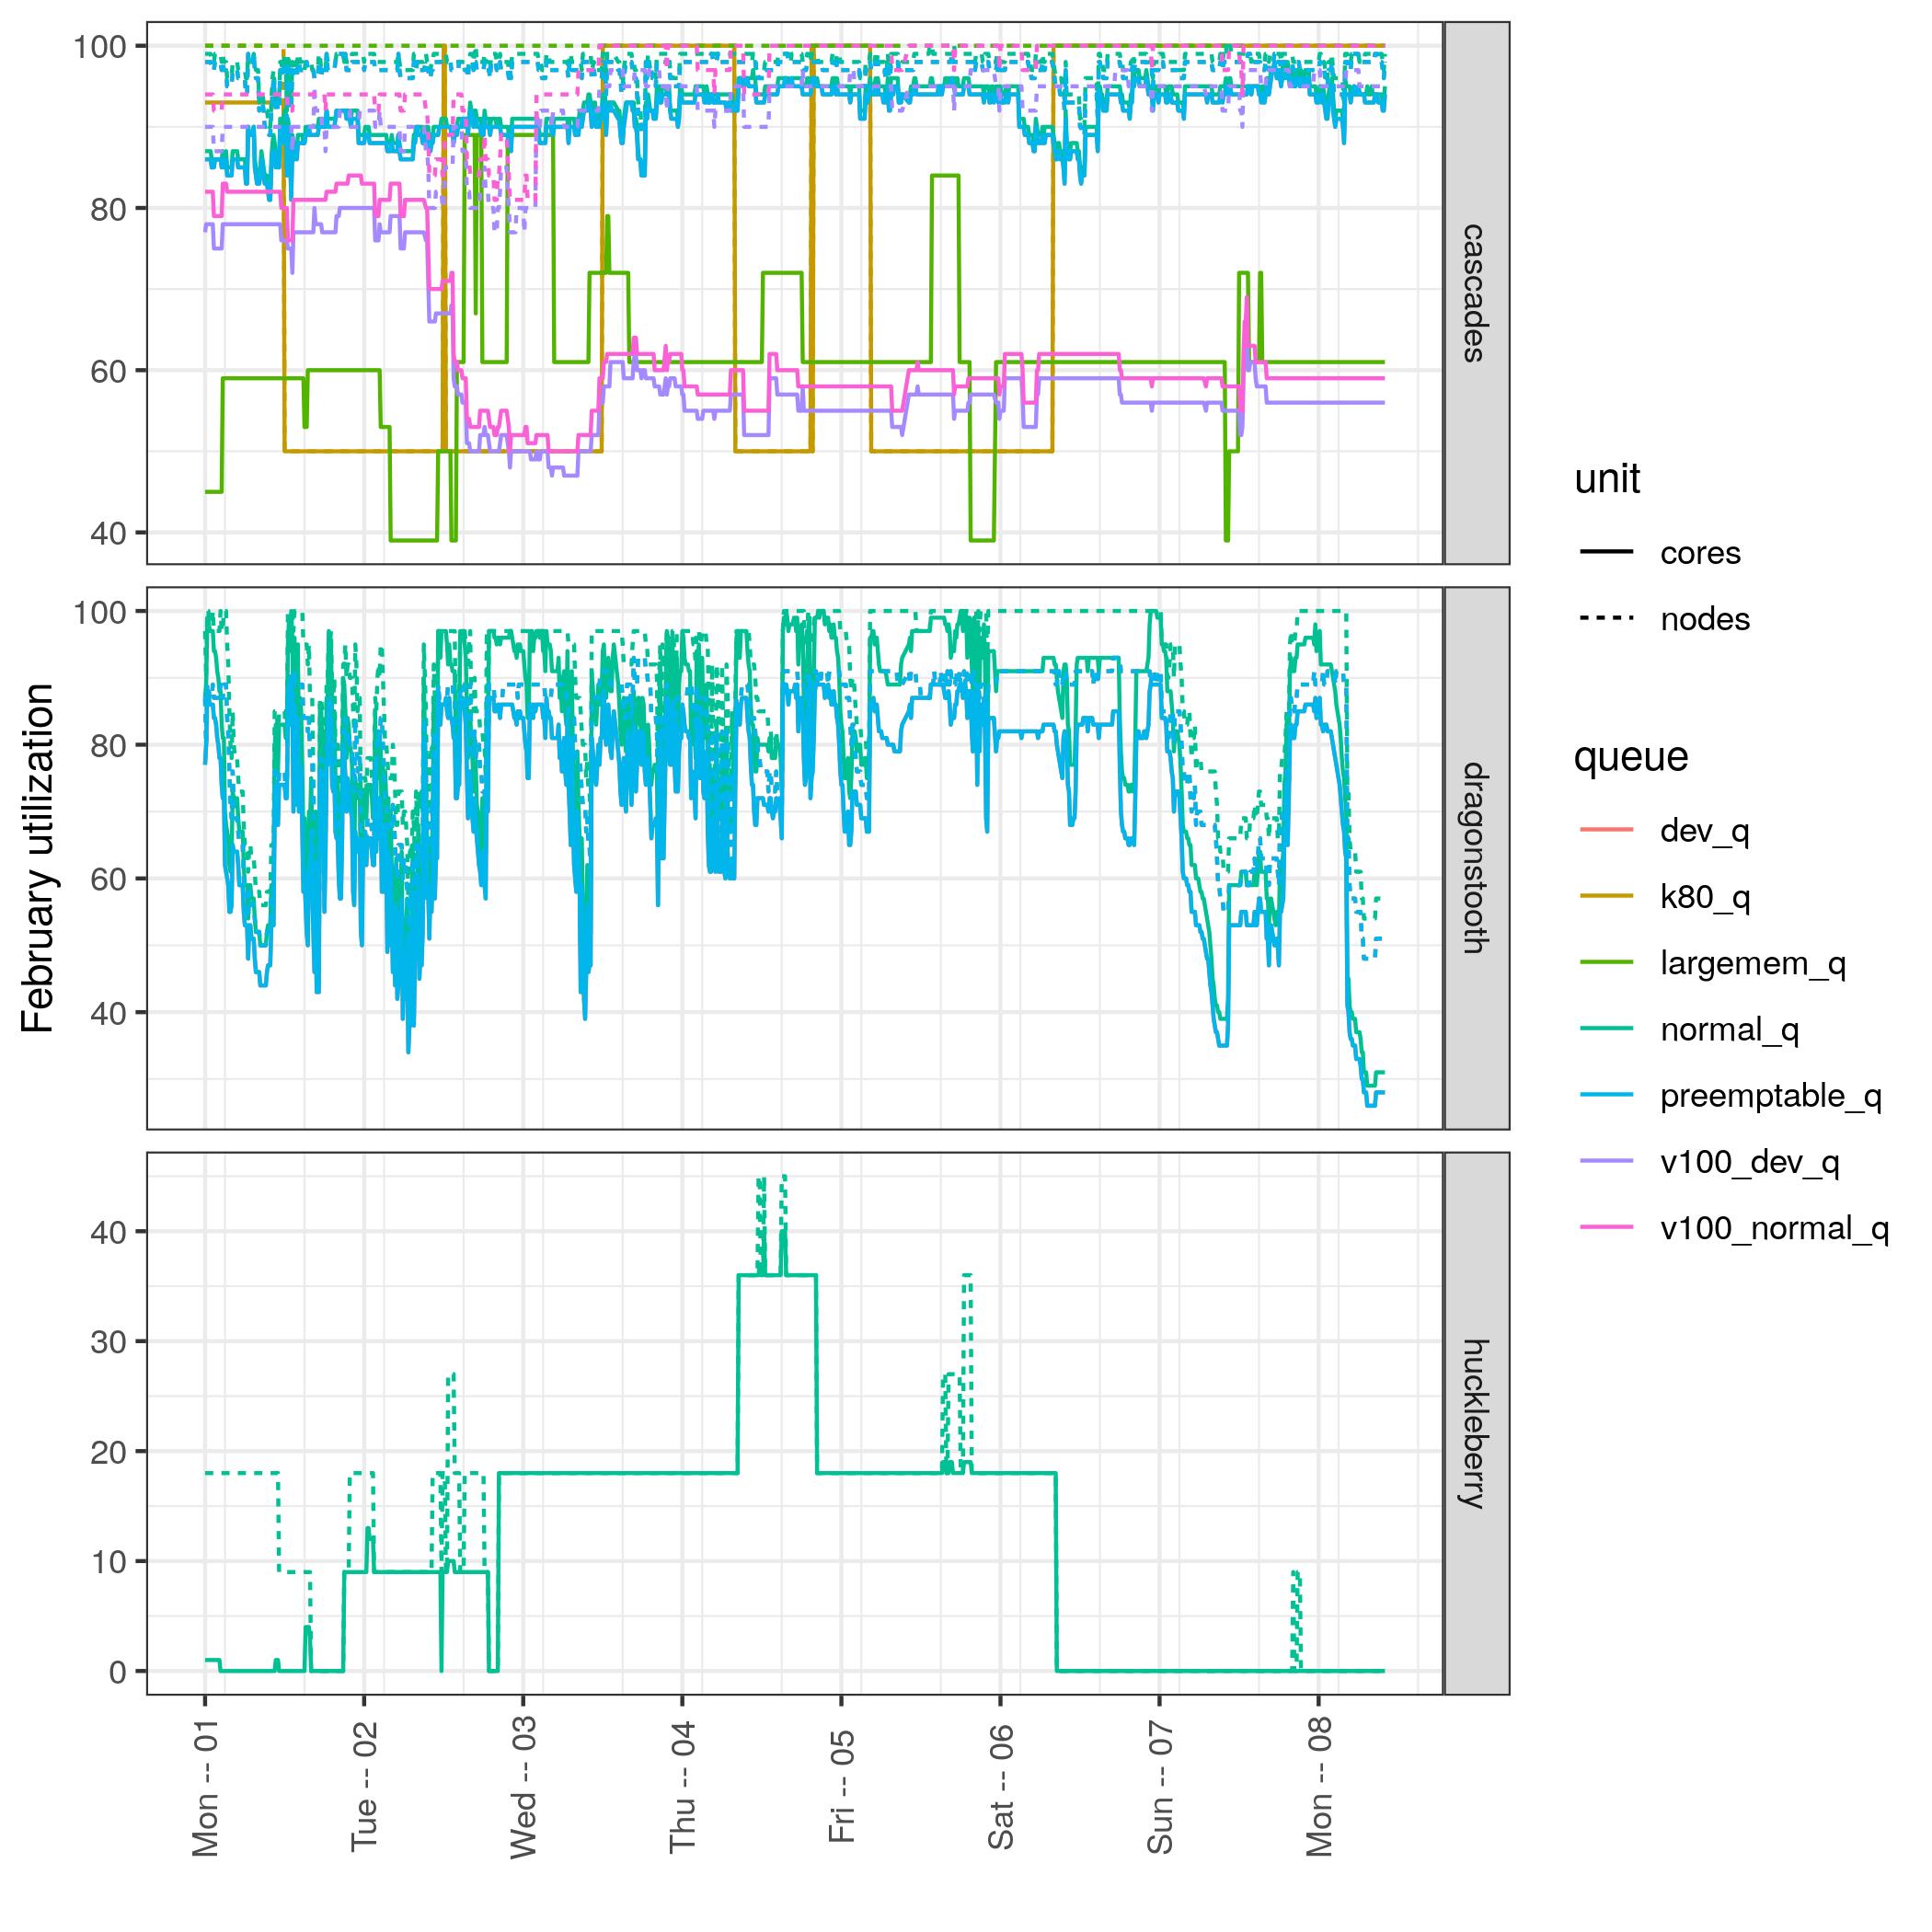 100
80
60
40
cascades
100
80
60
40
dragonstooth
40
30
20
10
0
huckleberry
February utilization
Mon -- 01
Tue -- 02
Wed -- 03
Thu -- 04
Fri -- 05
Sat -- 06
Sun -- 07
Mon -- 08
unit
cores
nodes
queue
dev_q
k80_q
largemem_q
normal_q
preemptable_q
v100_dev_q
v100_normal_q